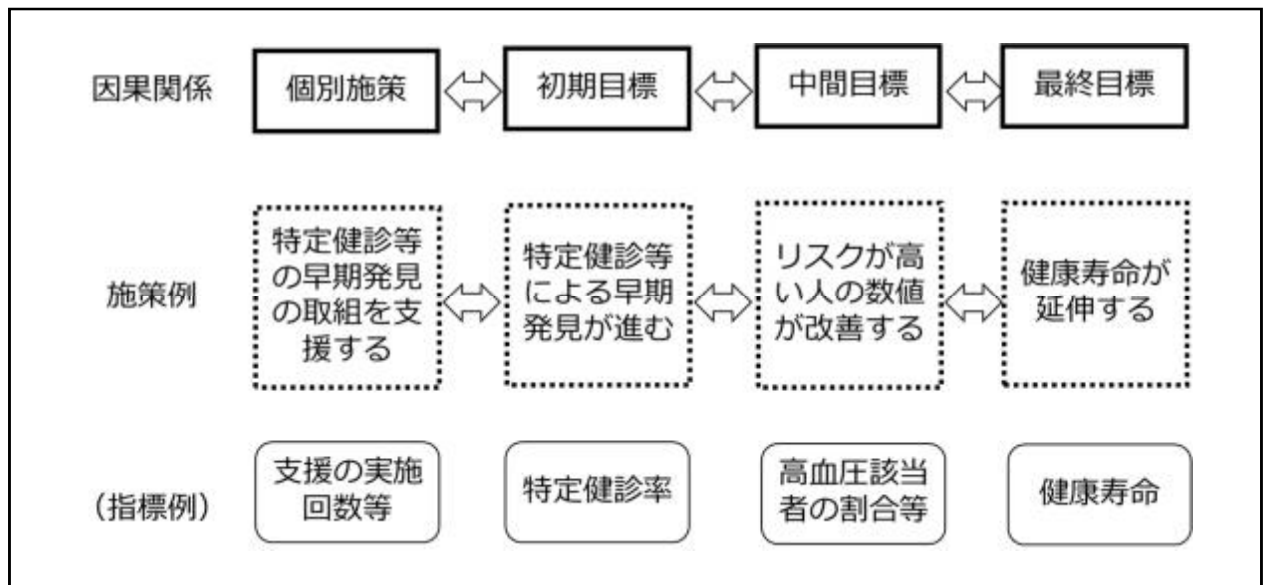 因果関係
個別施策
初期目標
中間目標
最終目標
施策例
特定健診等
の早期発見
の取組を支
援する
特定健診等
による早期
発見が進む
リスクが高
い人の数値
が改善する
健康寿命が
延伸する
（指標例）
支援の実施
回数等
特定健診率
高血圧該当
者の割合等
健康寿命